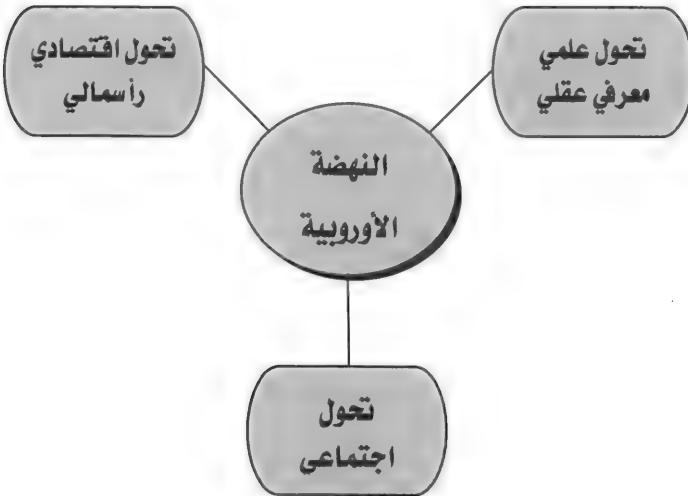 تحول علمي
معرفي عقلي
تحول اقتصادي
رأسمالي
النهضة
الأوروبية
تحول
اجتماعي